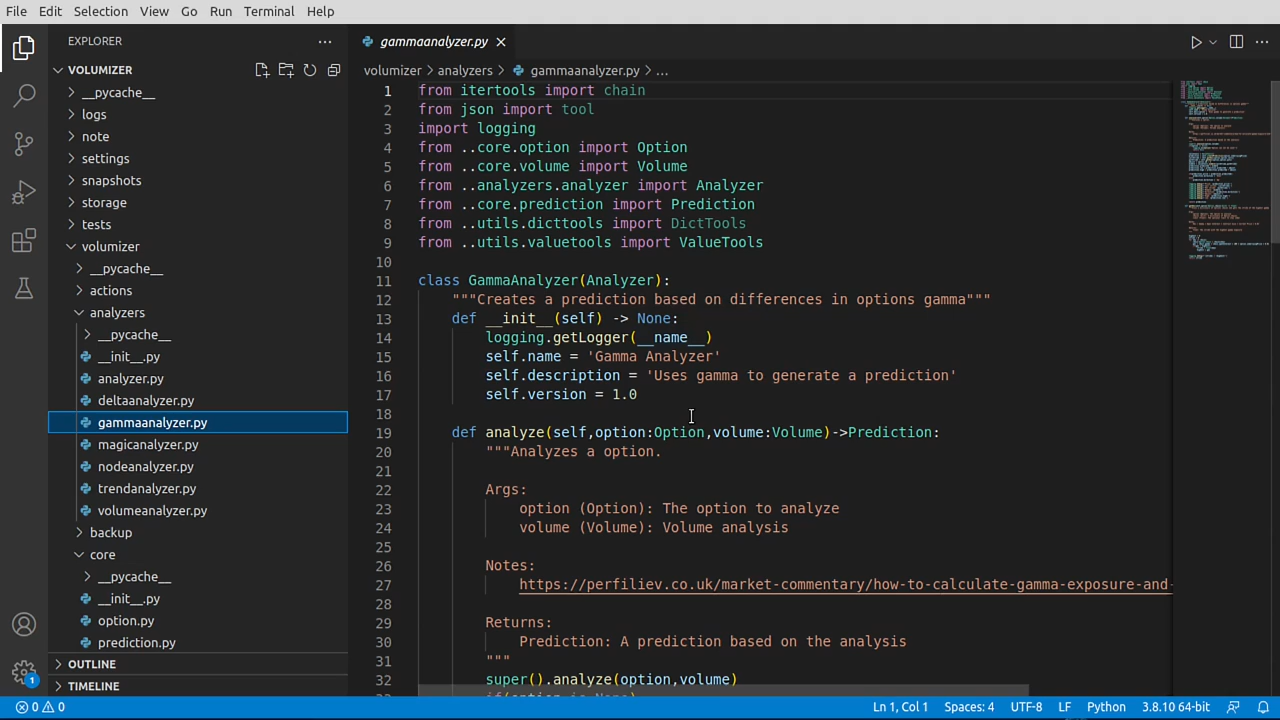 File Edit Selection View Go Run Terminal Help
EXPLORER
VOLUMIZER
__pycache__
logs
note
settings
snapshots
storage
tests
volumizer
__pycache__
actions
analyzers
__pycache__
__init__.py
analyzer.py
deltaanalyzer.py
gammaanalyzer.py
magicanalyzer.py
nodeanalyzer.py
trendanalyzer.py
volumeanalyzer.py
backup
core
__pycache__
__init__.py
option.py
prediction.py
OUTLINE
TIMELINE
1
gammaanalyzer.py
volumizer > analyzers > gammaanalyzer.py > ...
1 from itertools import chain
2 from json import tool
3 import logging
4 from ..core.option import Option
5 from ..core.volume import Volume
6 from ..analyzers.analyzer import Analyzer
7 from ..core.prediction import Prediction
8 from ..utils.dicttools import DictTools
9 from ..utils.valuetools import ValueTools
10
11 class GammaAnalyzer(Analyzer):
12 """Creates a prediction based on differences in options gamma"""
13 def __init__(self) -> None:
14 logging.getLogger(__name__)
15 self.name = 'Gamma Analyzer'
16 self.description = 'Uses gamma to generate a prediction'
17 self.version = 1.0
18
19 def analyze(self,option:Option,volume:Volume)->Prediction:
20 """Analyzes a option.
21
22 Args:
23 option (Option): The option to analyze
24 volume (Volume): Volume analysis
25
26 Notes:
27 https://perfiliev.co.uk/market-commentary/how-to-calculate-gamma-exposure-and-
28
29 Returns:
30 Prediction: A prediction based on the analysis
31 """
32 super().analyze(option,volume)
0 0 Ln 1, Col 1 Spaces: 4 UTF-8 LF Python 3.8.10 64-bit